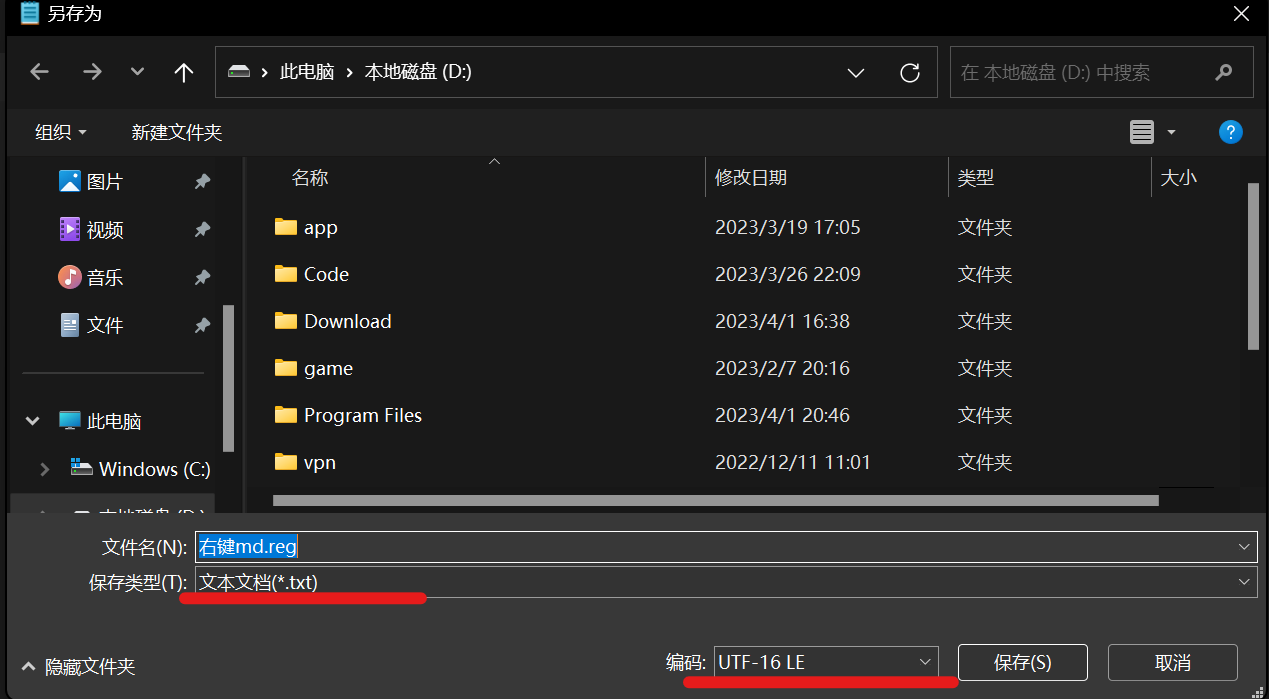 另存为
此电脑 › 本地磁盘 (D:)
在 本地磁盘 (D:) 中搜索
组织
新建文件夹
?
图片
视频
音乐
文件
此电脑
Windows (C:)
本地磁盘 (D:)
名称 修改日期 类型 大小
app 2023/3/19 17:05 文件夹
Code 2023/3/26 22:09 文件夹
Download 2023/4/1 16:38 文件夹
game 2023/2/7 20:16 文件夹
Program Files 2023/4/1 20:46 文件夹
vpn 2022/12/11 11:01 文件夹
文件名(N): 右键md.reg
保存类型(T): 文本文档(*.txt)
隐藏文件夹
编码: UTF-16 LE
保存(S)
取消